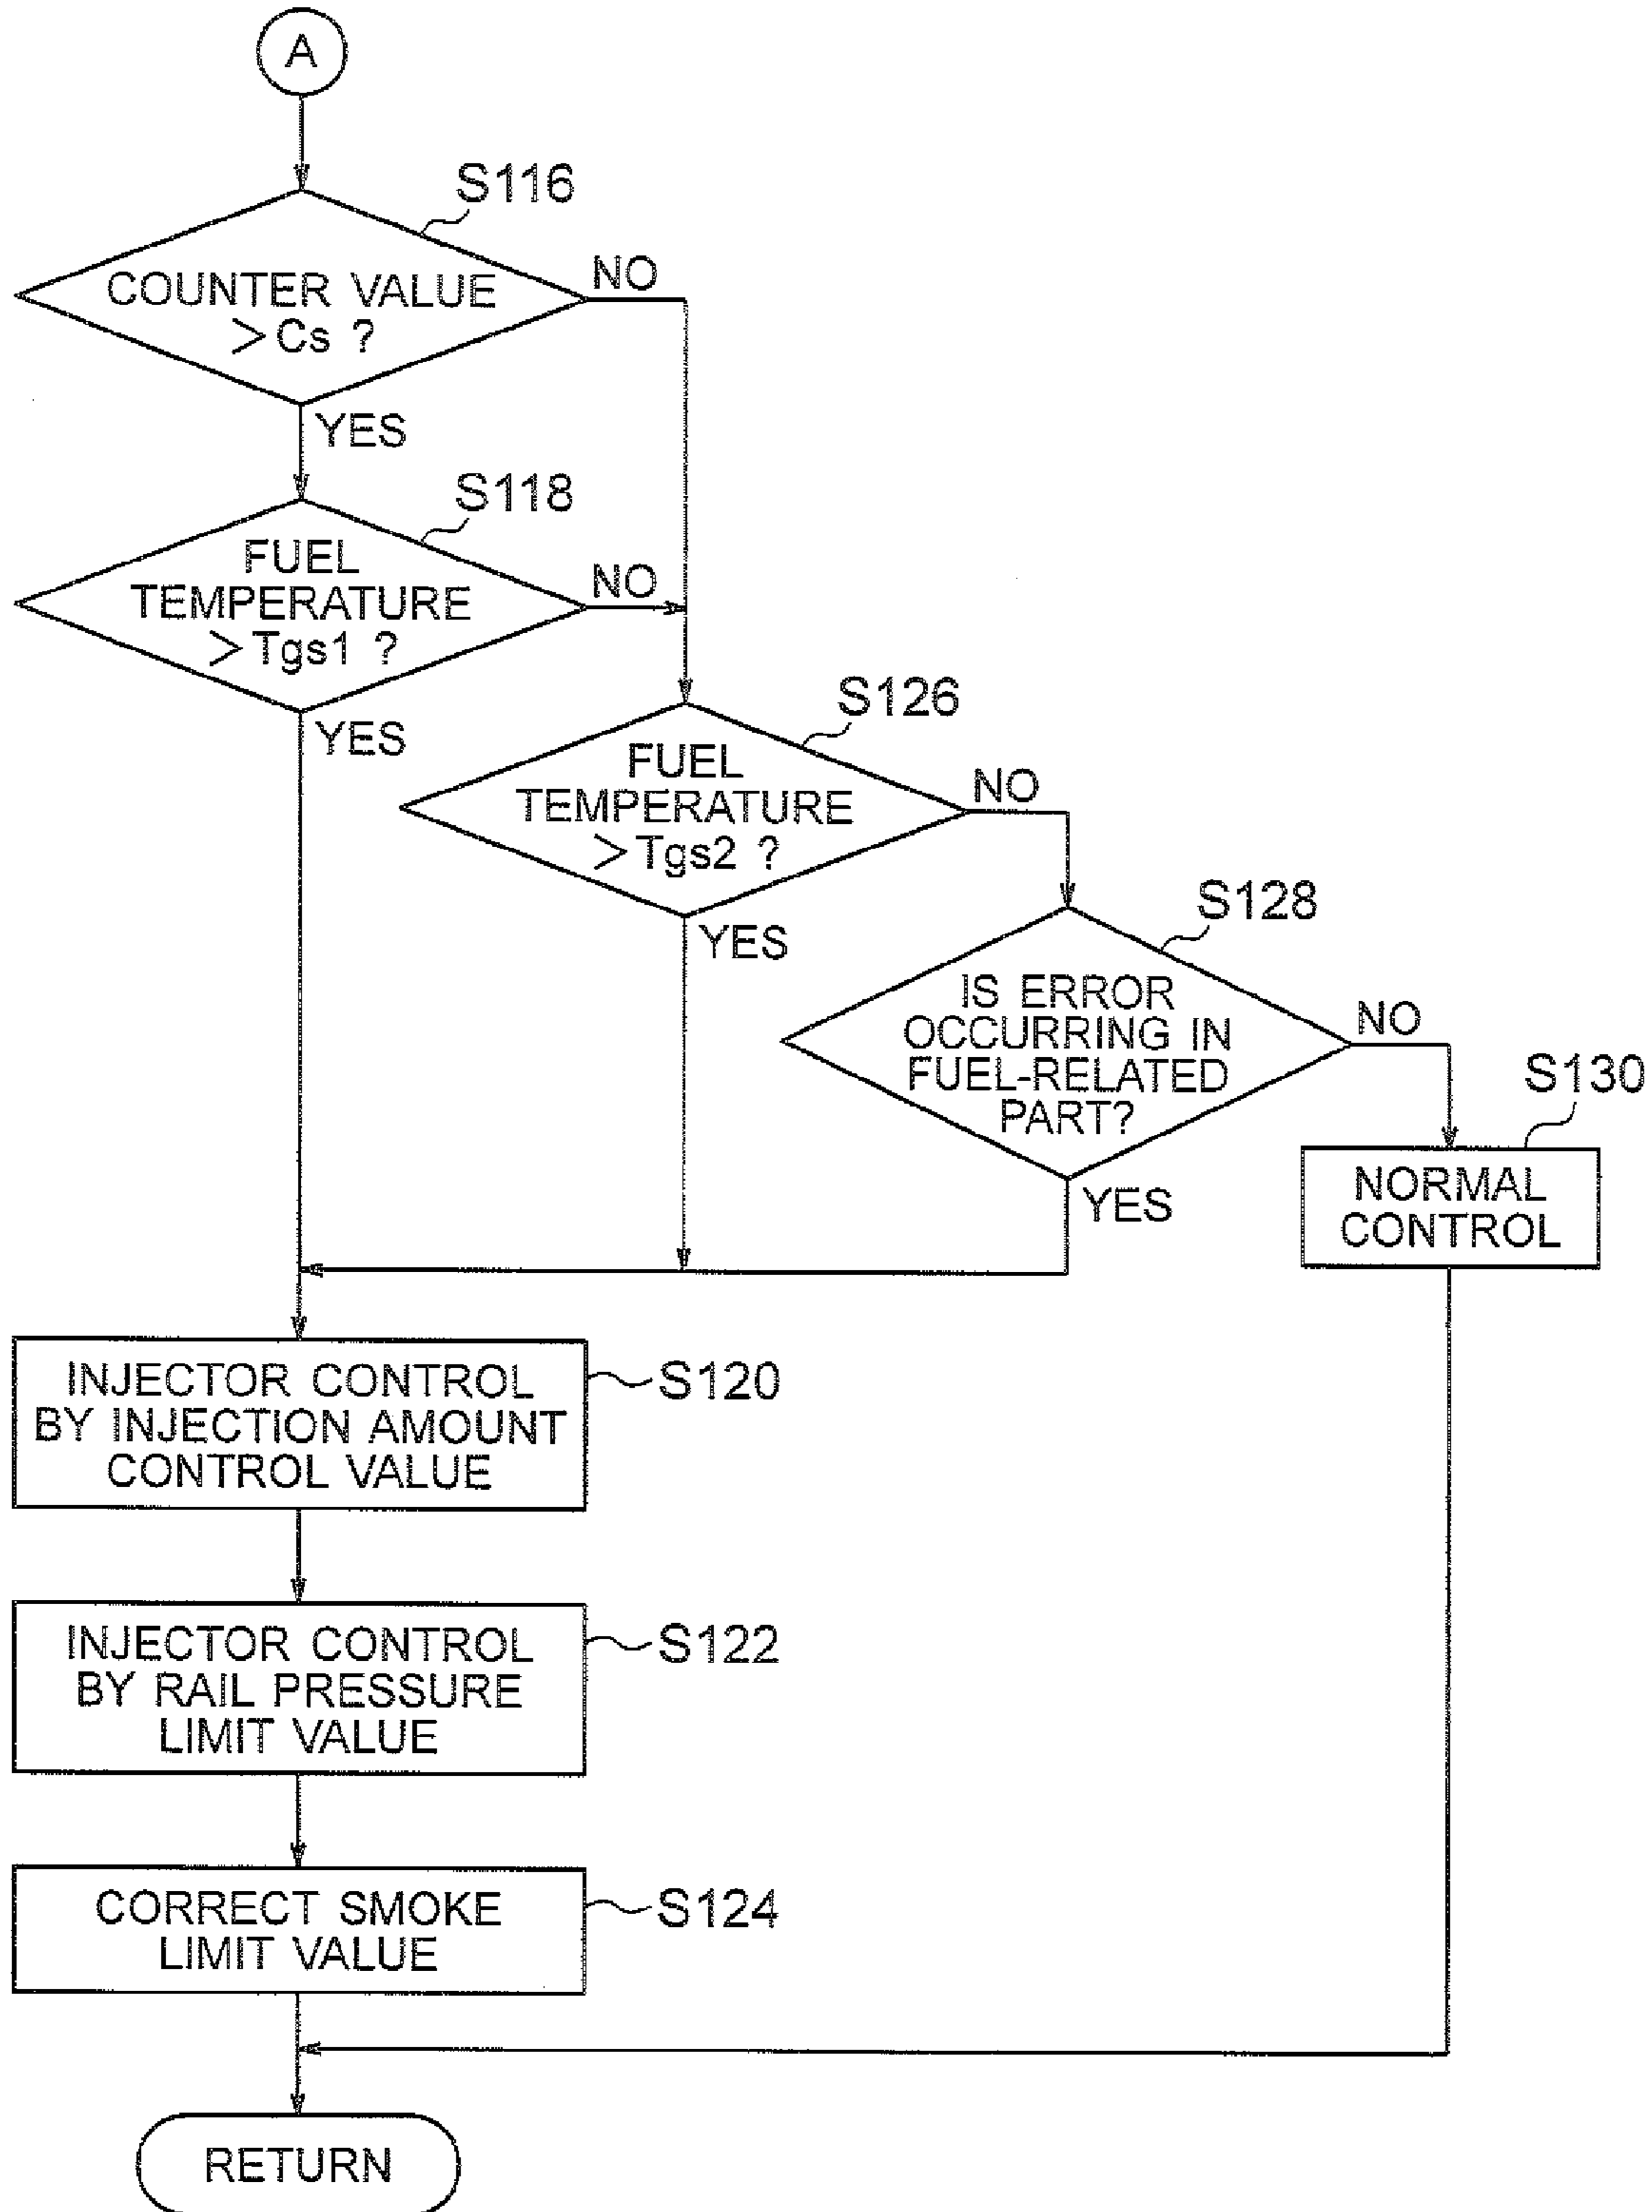 A
S116
COUNTER VALUE
> Cs ?
NO
YES
S118
FUEL
TEMPERATURE
> Tgs1 ?
NO
YES
S126
FUEL
TEMPERATURE
> Tgs2 ?
NO
YES
S128
IS ERROR
OCCURRING IN
FUEL-RELATED
PART?
NO
YES
S130
NORMAL
CONTROL
INJECTOR CONTROL
BY INJECTION AMOUNT
CONTROL VALUE
S120
INJECTOR CONTROL
BY RAIL PRESSURE
LIMIT VALUE
S122
CORRECT SMOKE
LIMIT VALUE
S124
RETURN